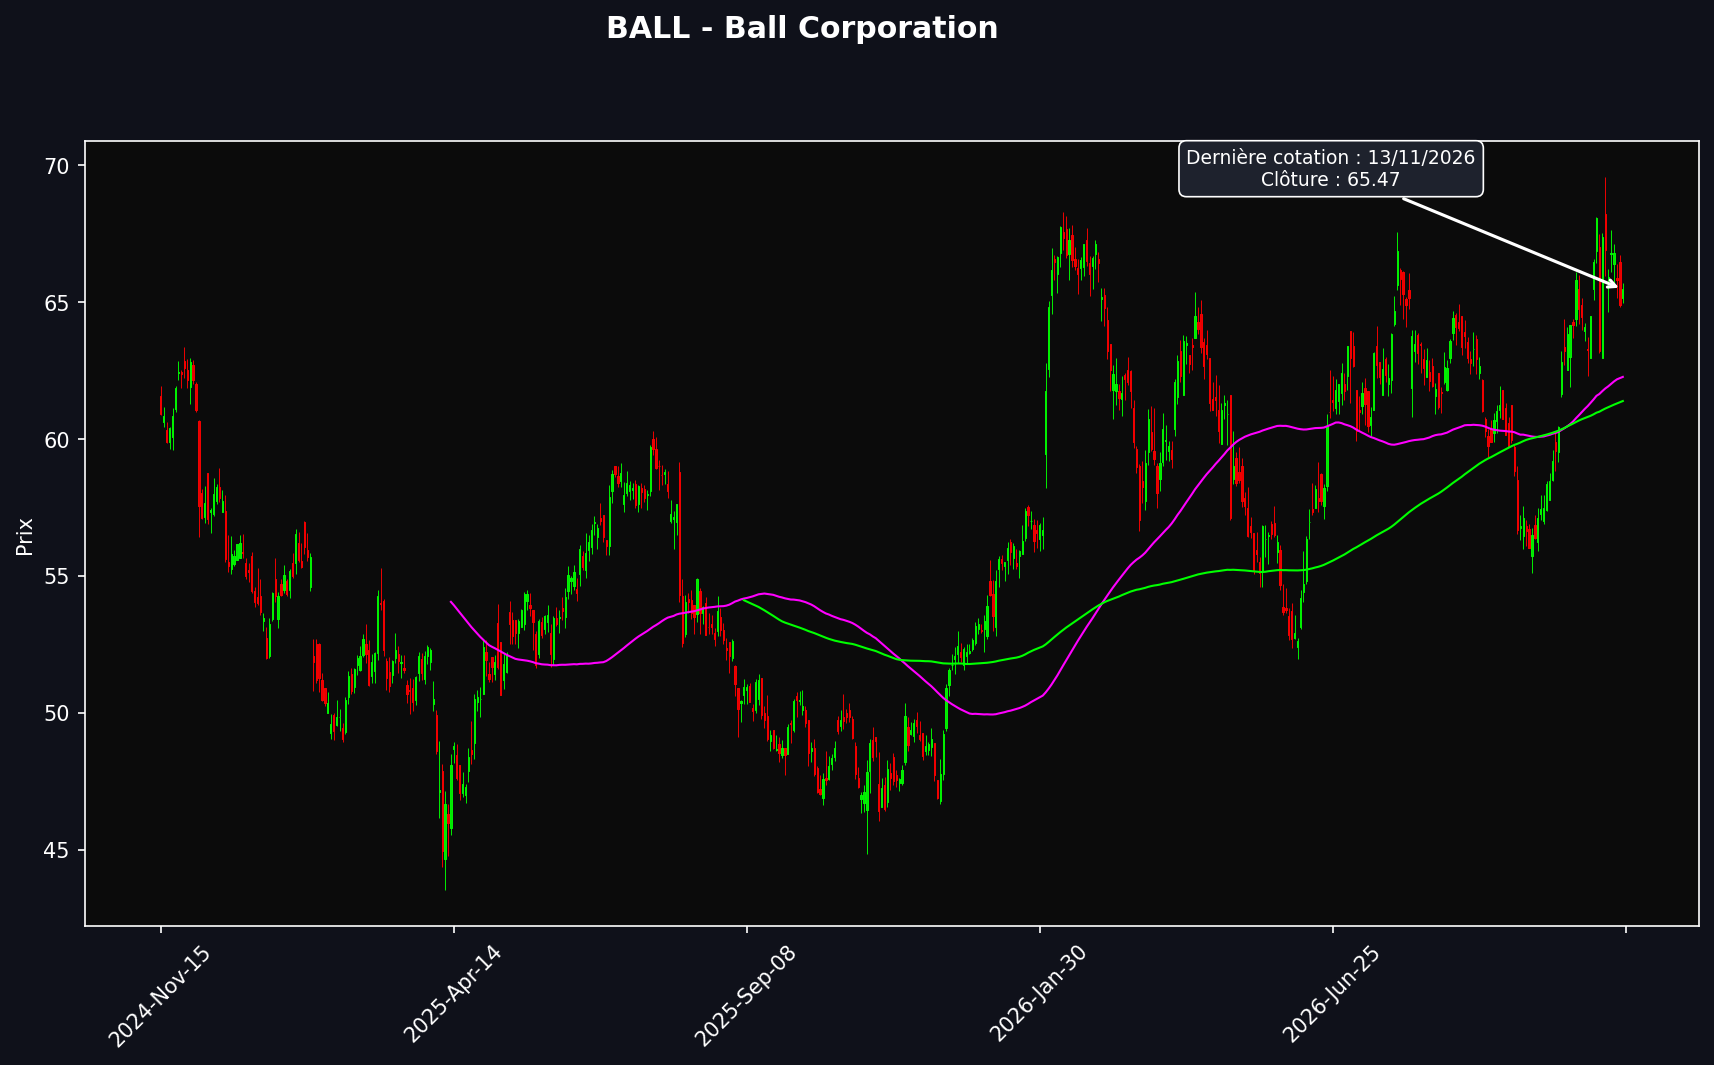 BALL - Ball Corporation
Dernière cotation : 13/11/2026
Clôture : 65.47
Prix
70
65
60
55
50
45
2024-Nov-15
2025-Apr-14
2025-Sep-08
2026-Jan-30
2026-Jun-25